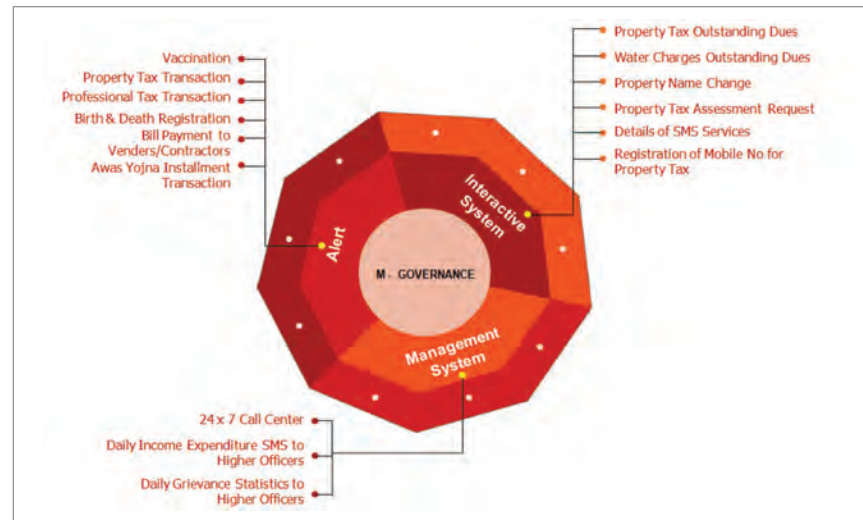 Vaccination
Property Tax Transaction
Professional Tax Transaction
Birth & Death Registration
Bill Payment to
Venders/Contractors
Awas Yojna Installment
Transaction
Property Tax Outstanding Dues
Water Charges Outstanding Dues
Property Name Change
Property Tax Assessment Request
Details of SMS Services
Registration of Mobile No for
Property Tax
Interactive
System
Alert
M - GOVERNANCE
Management
System
24 x 7 Call Center
Daily Income Expenditure SMS to
Higher Officers
Daily Grievance Statistics to
Higher Officers